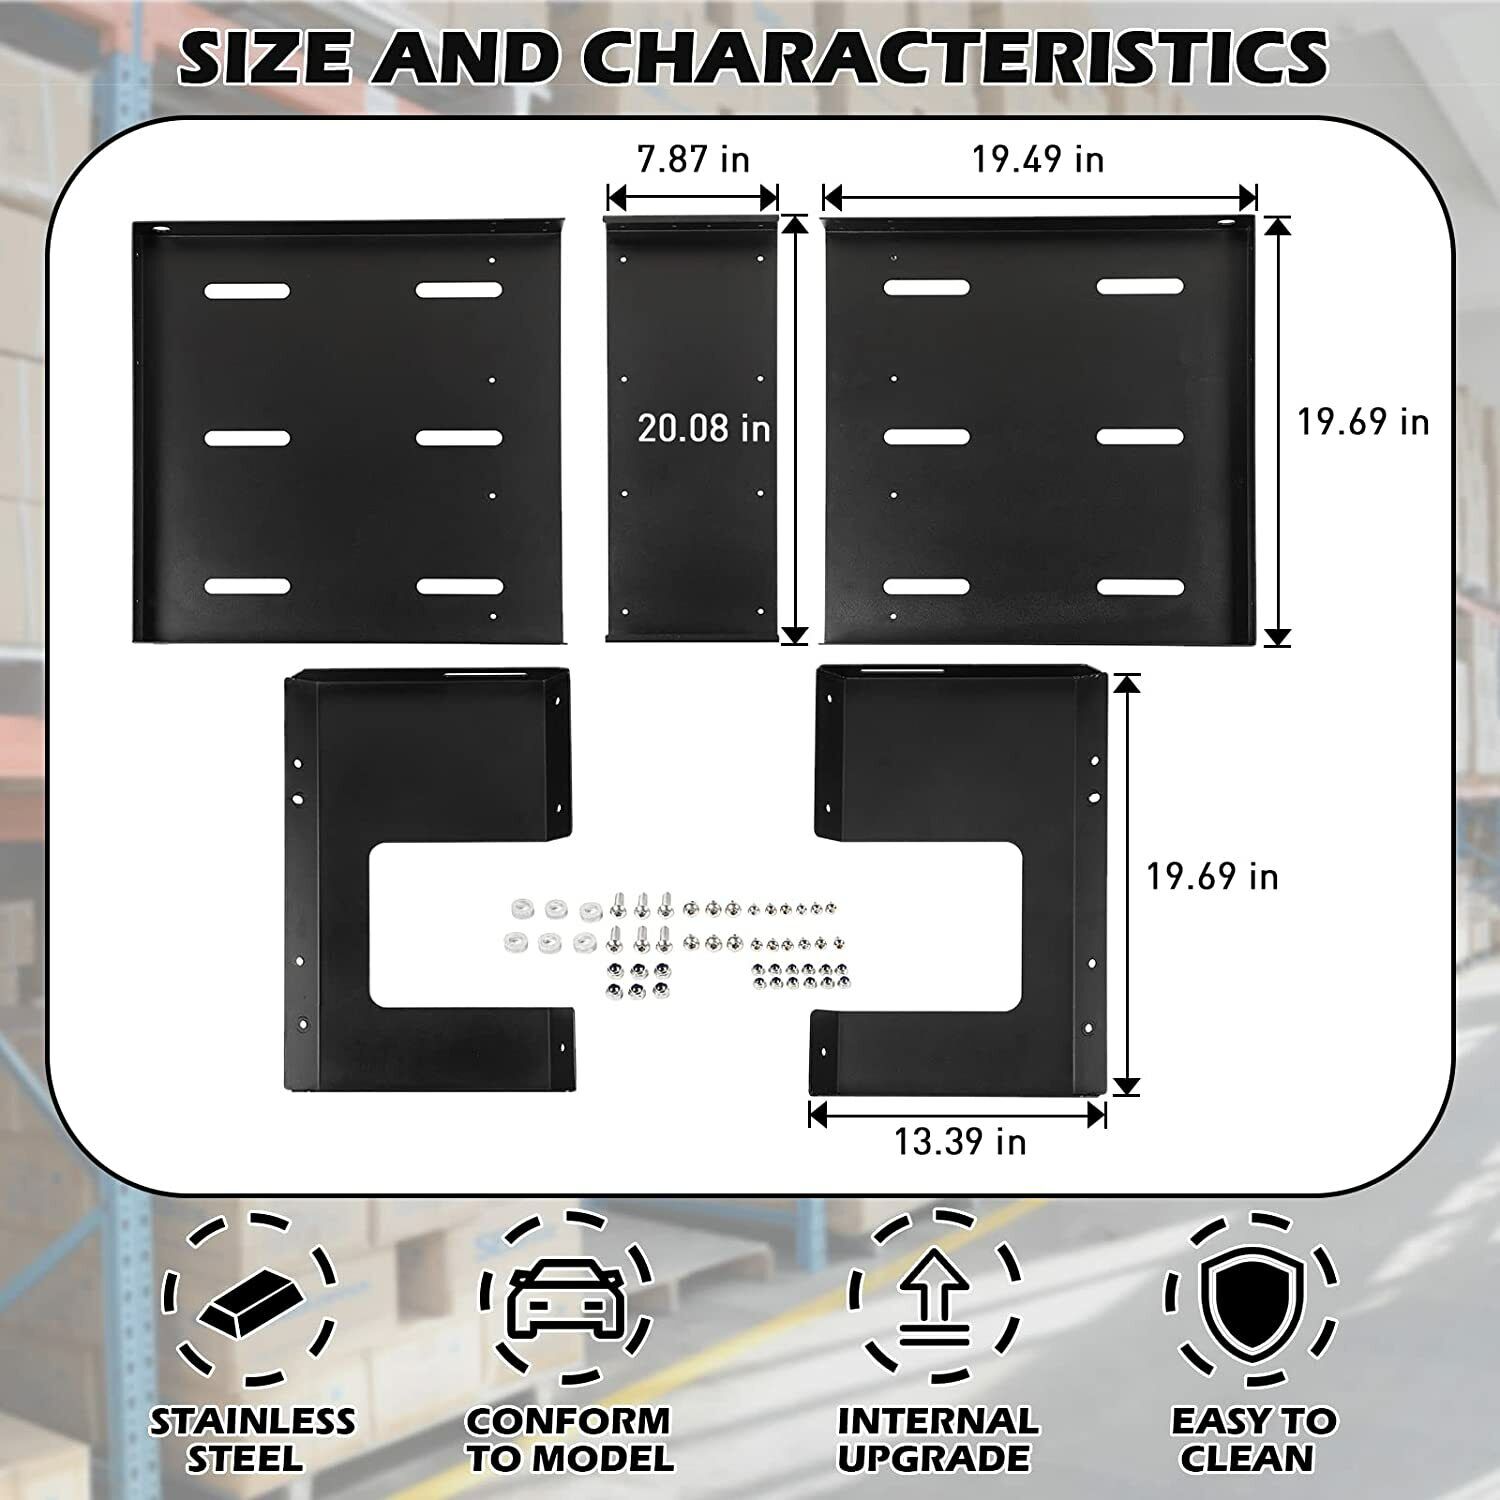 SIZE AND CHARACTERISTICS
7.87 in
19.49 in
20.08 in
19.69 in
19.69 in
13.39 in
STAINLESS
STEEL
CONFORM
TO MODEL
INTERNAL
UPGRADE
EASY TO
CLEAN